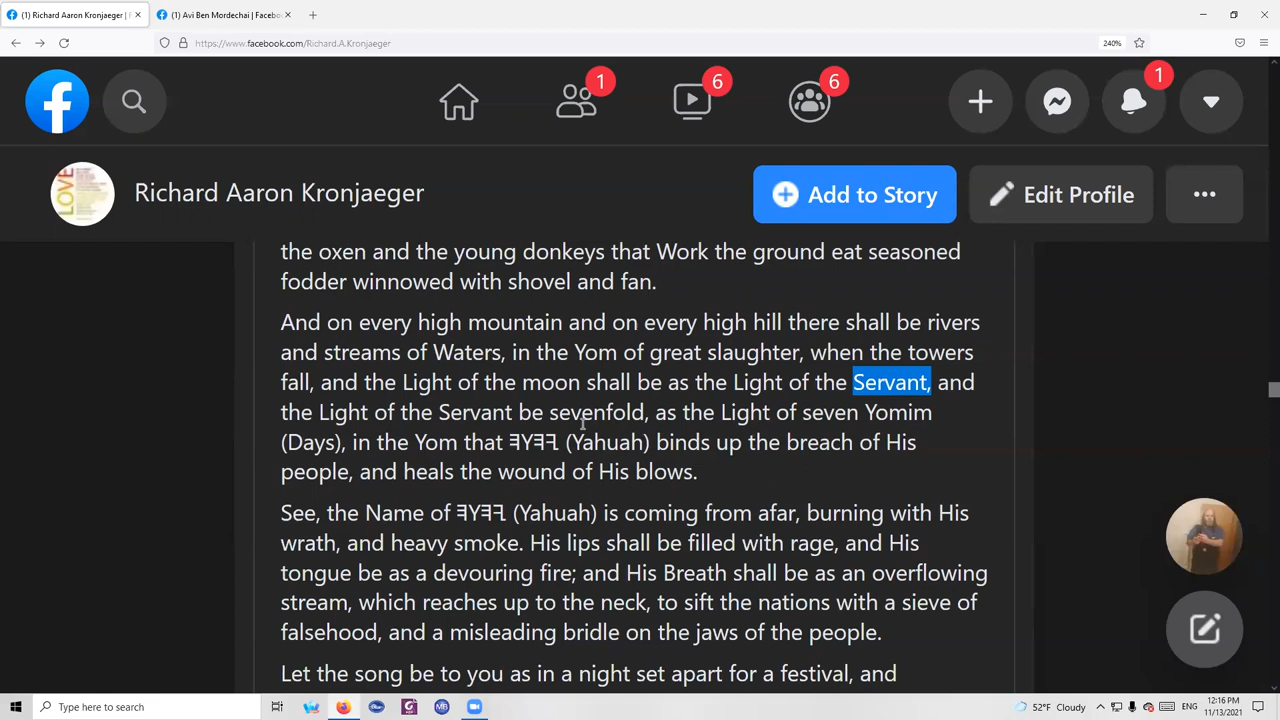 (1) Richard Aaron Kronjaeger | F
(1) Avi Ben Mordechai | Facebo
https://www.facebook.com/Richard.A.Kronjaeger
240%
1
6
6
1
LOVE
Richard Aaron Kronjaeger
Add to Story
Edit Profile
the oxen and the young donkeys that Work the ground eat seasoned
fodder winnowed with shovel and fan.
And on every high mountain and on every high hill there shall be rivers
and streams of Waters, in the Yom of great slaughter, when the towers
fall, and the Light of the moon shall be as the Light of the Servant, and
the Light of the Servant be sevenfold, as the Light of seven Yomim
(Days), in the Yom that 𐤉𐤄𐤅𐤄 (Yahuah) binds up the breach of His
people, and heals the wound of His blows.
See, the Name of 𐤉𐤄𐤅𐤄 (Yahuah) is coming from afar, burning with His
wrath, and heavy smoke. His lips shall be filled with rage, and His
tongue be as a devouring fire; and His Breath shall be as an overflowing
stream, which reaches up to the neck, to sift the nations with a sieve of
falsehood, and a misleading bridle on the jaws of the people.
Let the song be to you as in a night set apart for a festival, and
Type here to search
MB
52°F Cloudy
12:16 PM
11/13/2021